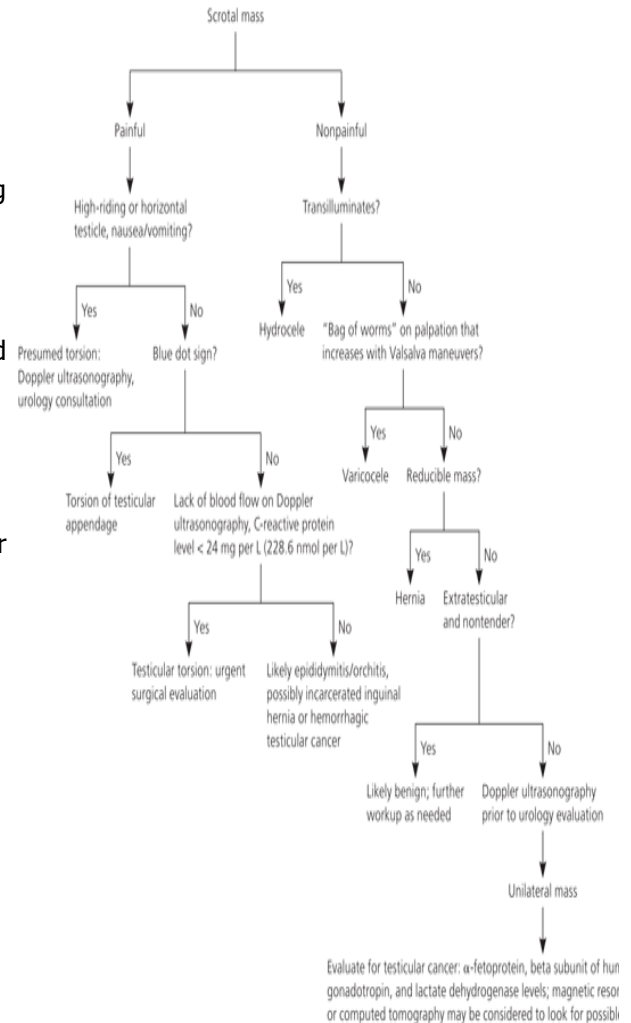 Scrotal mass
Painful
Nonpainful
g
High-riding or horizontal
testicle, nausea/vomiting?
Transilluminates?
Yes
No
Yes
No
Hydrocele
"Bag of worms" on palpation that
increases with Valsalva maneuvers?
d
Presumed torsion:
Doppler ultrasonography,
urology consultation
Blue dot sign?
Yes
No
Yes
No
Varicocele
Reducible mass?
Torsion of testicular
appendage
Lack of blood flow on Doppler
ultrasonography, C-reactive protein
level < 24 mg per L (228.6 nmol per L)?
r
Yes
No
Hernia
Extratesticular
and nontender?
Yes
No
Testicular torsion: urgent
surgical evaluation
Likely epididymitis/orchitis,
possibly incarcerated inguinal
hernia or hemorrhagic
testicular cancer
Yes
No
Likely benign; further
workup as needed
Doppler ultrasonography
prior to urology evaluation
Unilateral mass
Evaluate for testicular cancer: α-fetoprotein, beta subunit of
gonadotropin, and lactate dehydrogenase levels; magnetic
or computed tomography may be considered to look for